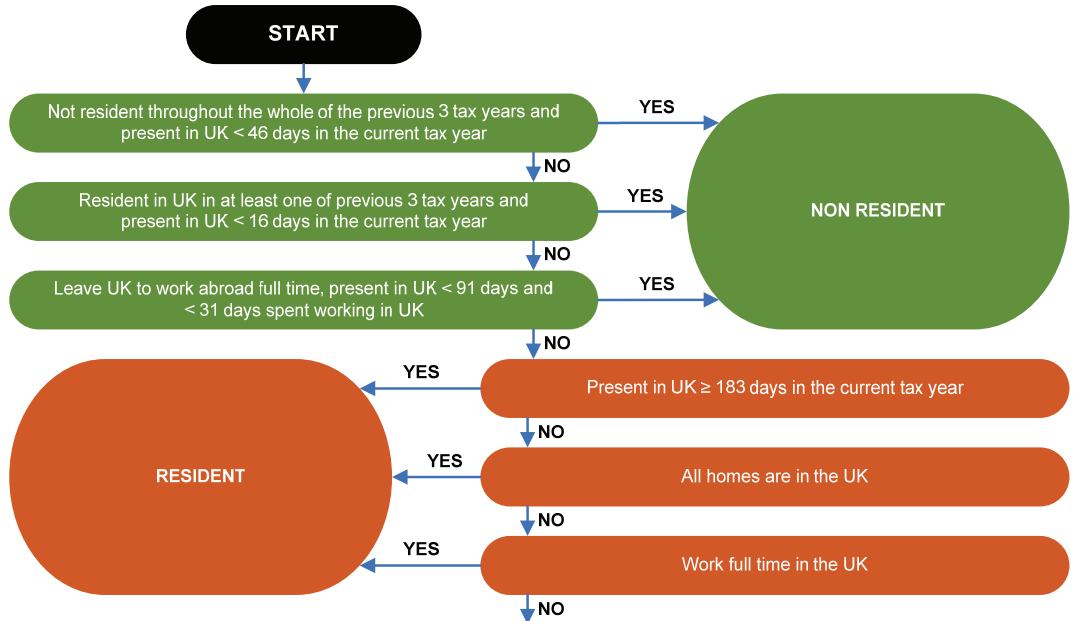 START
Not resident throughout the whole of the previous 3 tax years and
present in UK < 46 days in the current tax year
YES
NO
Resident in UK in at least one of previous 3 tax years and
present in UK < 16 days in the current tax year
YES
NON RESIDENT
NO
Leave UK to work abroad full time, present in UK < 91 days and
< 31 days spent working in UK
YES
NO
Present in UK ≥ 183 days in the current tax year
YES
NO
RESIDENT
YES
All homes are in the UK
NO
YES
Work full time in the UK
NO